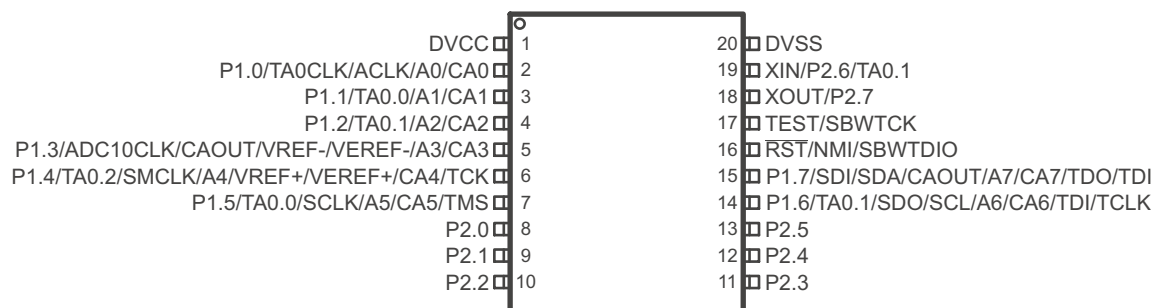 DVCC 1 20 DVSS
P1.0/TA0CLK/ACLK/A0/CA0 2 19 XIN/P2.6/TA0.1
P1.1/TA0.0/A1/CA1 3 18 XOUT/P2.7
P1.2/TA0.1/A2/CA2 4 17 TEST/SBWTCK
P1.3/ADC10CLK/CAOUT/VREF-/VEREF-/A3/CA3 5 16 R̅S̅T̅/NMI/SBWTDIO
P1.4/TA0.2/SMCLK/A4/VREF+/VEREF+/CA4/TCK 6 15 P1.7/SDI/SDA/CAOUT/A7/CA7/TDO/TDI
P1.5/TA0.0/SCLK/A5/CA5/TMS 7 14 P1.6/TA0.1/SDO/SCL/A6/CA6/TDI/TCLK
P2.0 8 13 P2.5
P2.1 9 12 P2.4
P2.2 10 11 P2.3